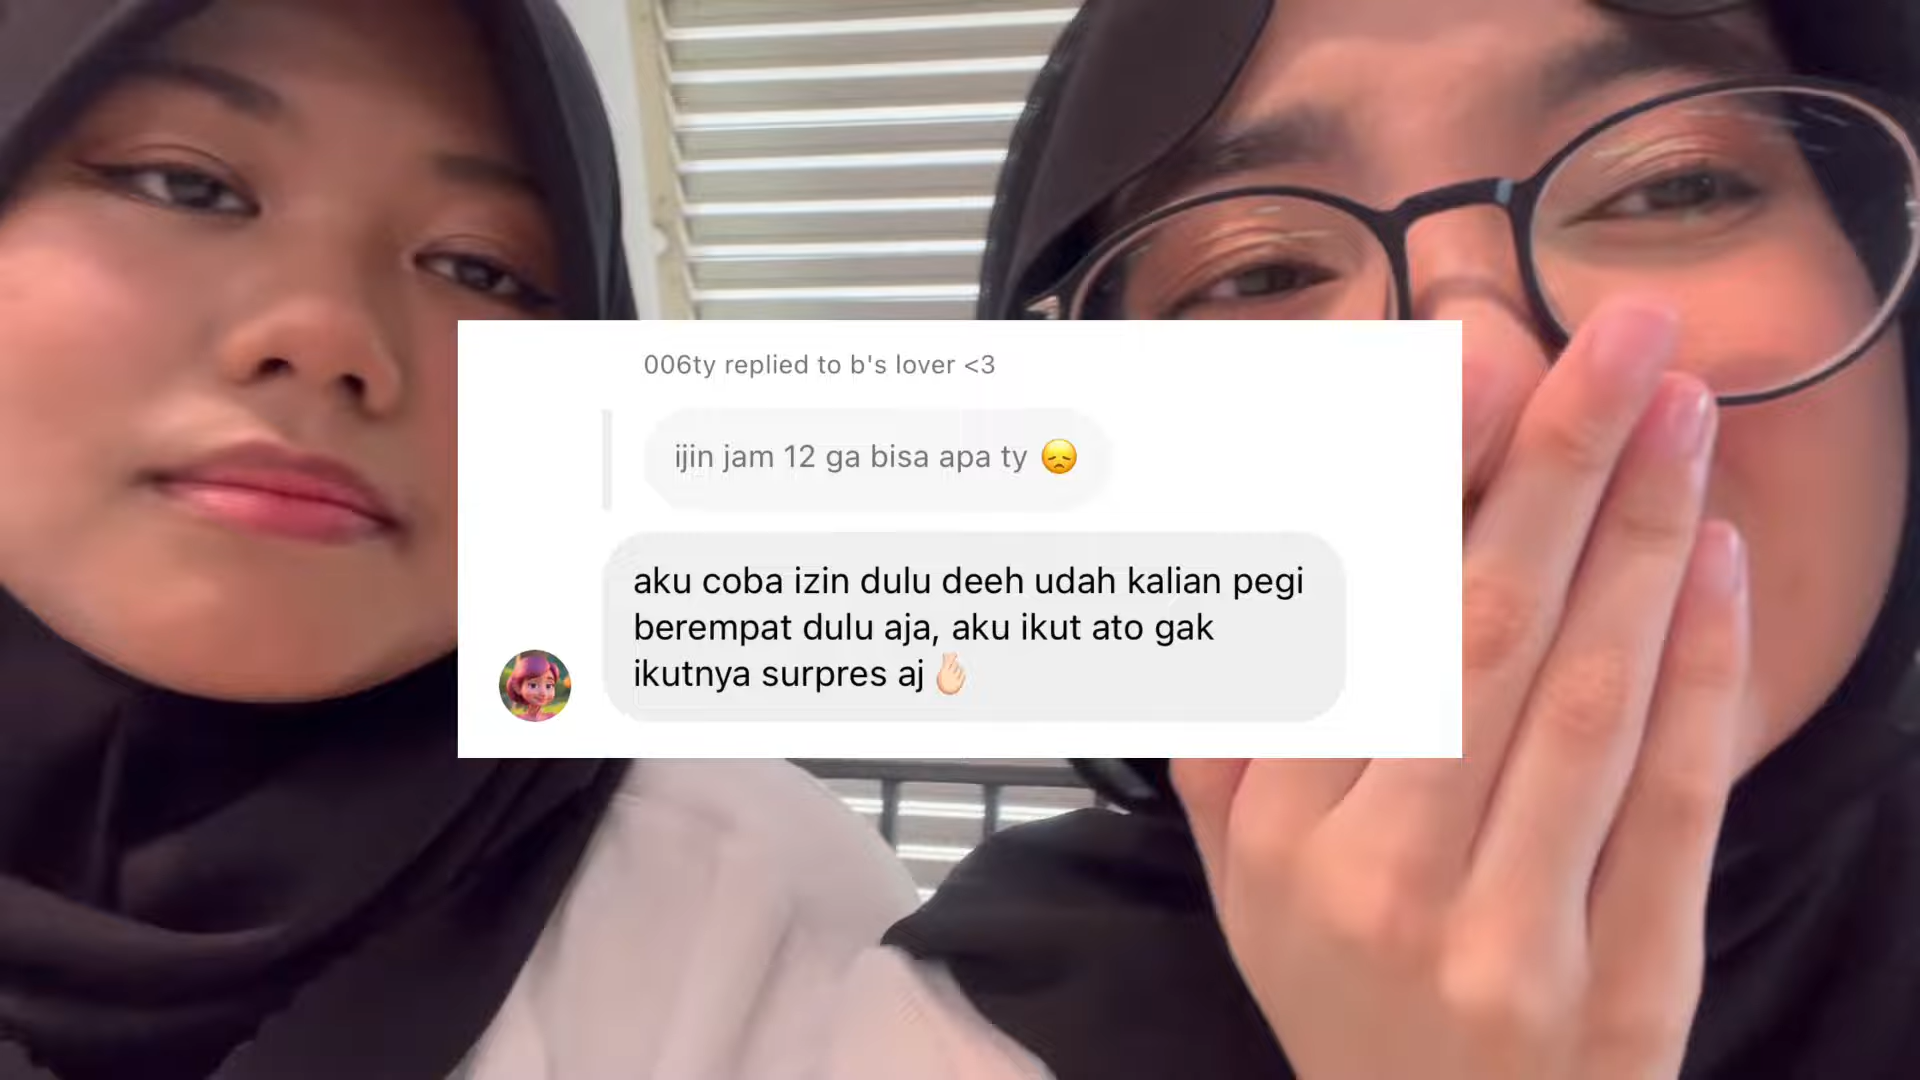 006ty replied to b's lover <3
ijin jam 12 ga bisa apa ty 😞
aku coba izin dulu deeh udah kalian pegi
berempat dulu aja, aku ikut ato gak
ikutnya surpres aj🤞🏻